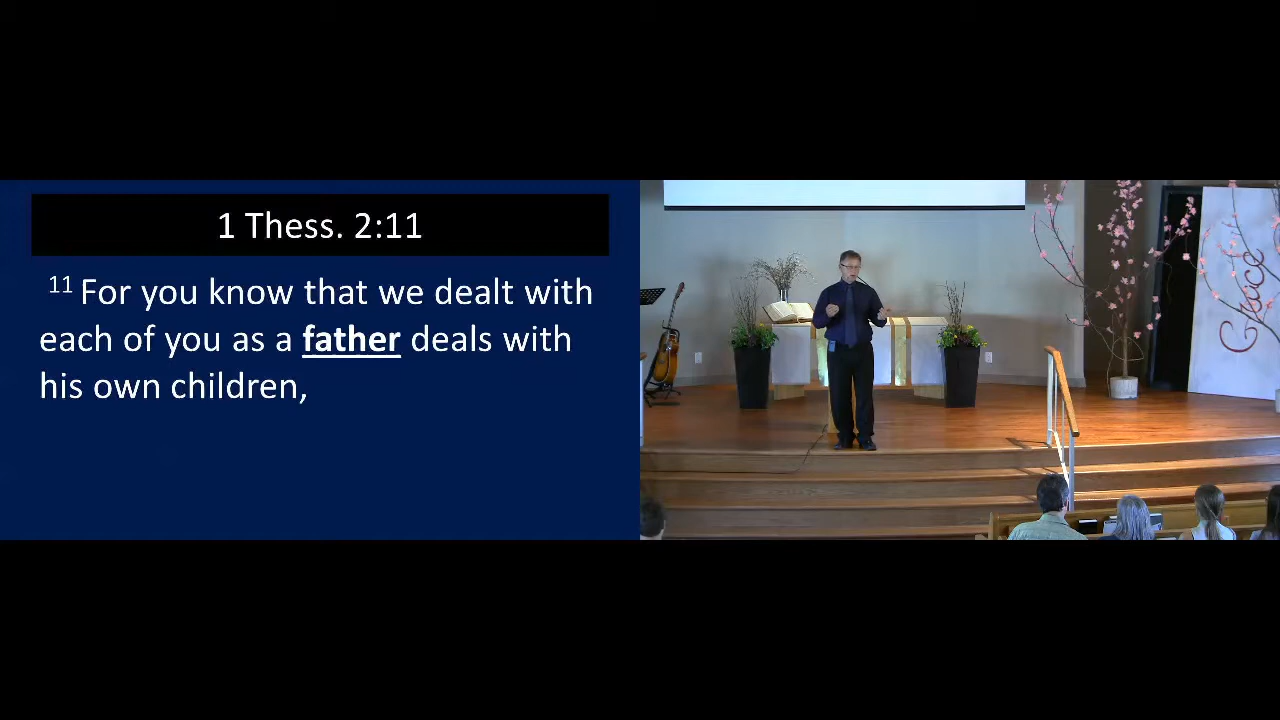 1 Thess. 2:11
11 For you know that we dealt with
each of you as a father deals with
his own children,
Grace